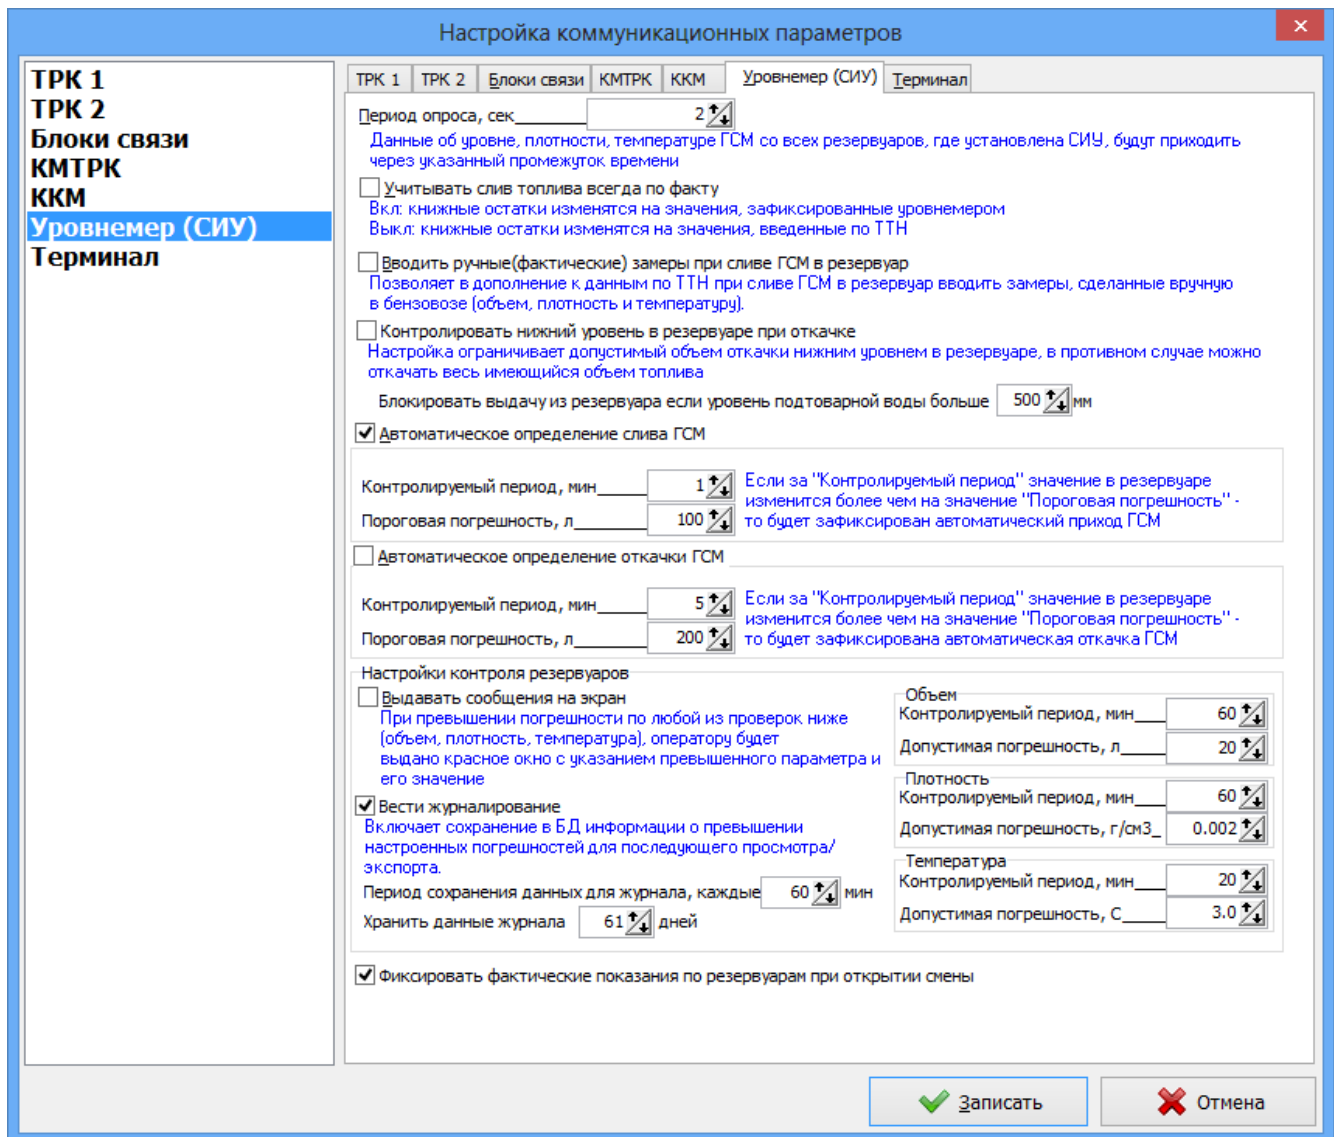 Настройка коммуникационных параметров
ТРК 1
ТРК 2
Блоки связи
КМТРК
ККМ
Уровнемер (СИУ)
Терминал
ТРК 1 ТРК 2 Блоки связи КМТРК ККМ Уровнемер (СИУ) Терминал
Период опроса, сек 2
Данные об уровне, плотности, температуре ГСМ со всех резервуаров, где установлена СИУ, будут приходить
через указанный промежуток времени
Учитывать слив топлива всегда по факту
Вкл: книжные остатки изменятся на значения, зафиксированные уровнемером
Выкл: книжные остатки изменятся на значения, введенные по ТТН
Вводить ручные(фактические) замеры при сливе ГСМ в резервуар
Позволяет в дополнение к данным по ТТН при сливе ГСМ в резервуар вводить замеры, сделанные вручную
в бензовозе (объем, плотность и температуру).
Контролировать нижний уровень в резервуаре при откачке
Настройка ограничивает допустимый объем откачки нижним уровнем в резервуаре, в противном случае можно
откачать весь имеющийся объем топлива
Блокировать выдачу из резервуара если уровень подтоварной воды больше 500 мм
Автоматическое определение слива ГСМ
Контролируемый период, мин 1
Пороговая погрешность, л 100
Если за "Контролируемый период" значение в резервуаре
изменится более чем на значение "Пороговая погрешность" -
то будет зафиксирован автоматический приход ГСМ
Автоматическое определение откачки ГСМ
Контролируемый период, мин 5
Пороговая погрешность, л 200
Если за "Контролируемый период" значение в резервуаре
изменится более чем на значение "Пороговая погрешность" -
то будет зафиксирована автоматическая откачка ГСМ
Настройки контроля резервуаров
Выдавать сообщения на экран
При превышении погрешности по любой из проверок ниже
(объем, плотность, температура), оператору будет
выдано красное окно с указанием превышенного параметра и
его значение
Вести журналирование
Включает сохранение в БД информации о превышении
настроенных погрешностей для последующего просмотра/
экспорта.
Период сохранения данных для журнала, каждые 60 мин
Хранить данные журнала 61 дней
Объем
Контролируемый период, мин 60
Допустимая погрешность, л 20
Плотность
Контролируемый период, мин 60
Допустимая погрешность, г/см3 0.002
Температура
Контролируемый период, мин 20
Допустимая погрешность, С 3.0
Фиксировать фактические показания по резервуарам при открытии смены
Записать Отмена